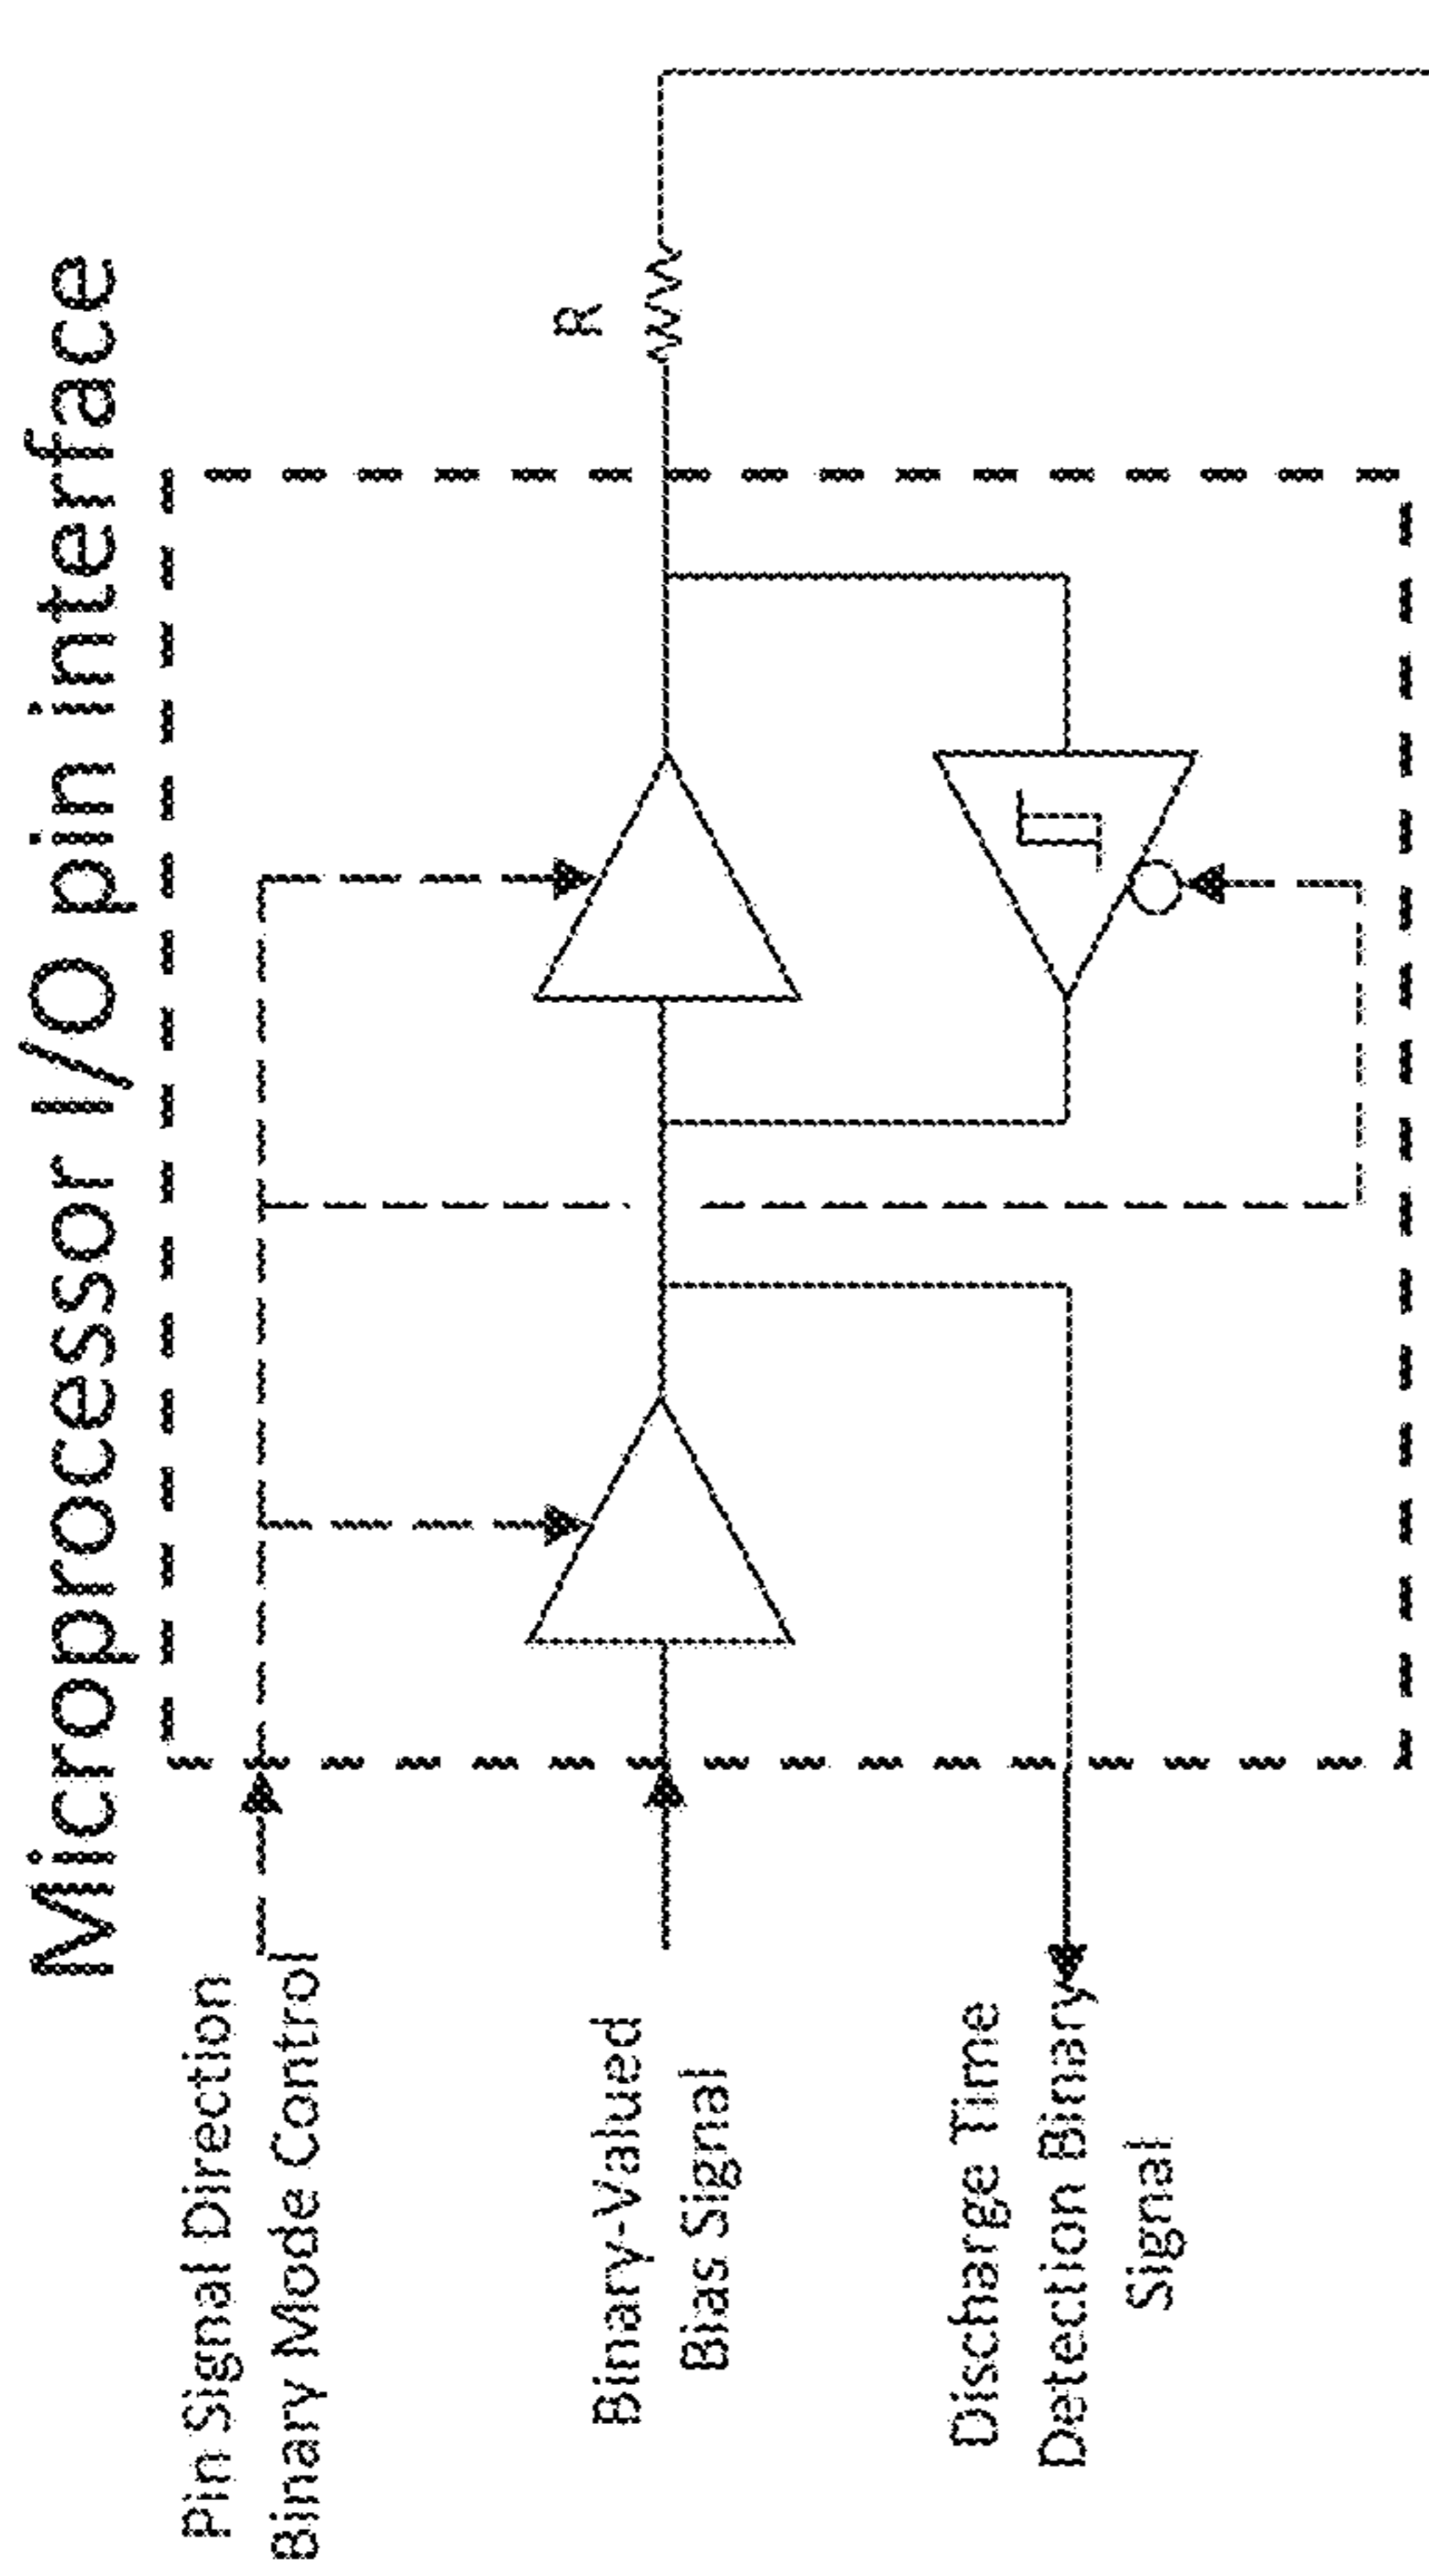 Microprocessor I/O pin interface
Pin Signal Direction
Binary Mode Control
Binary-Valued
Bias Signal
Discharge Time
Detection Binary
Signal
R